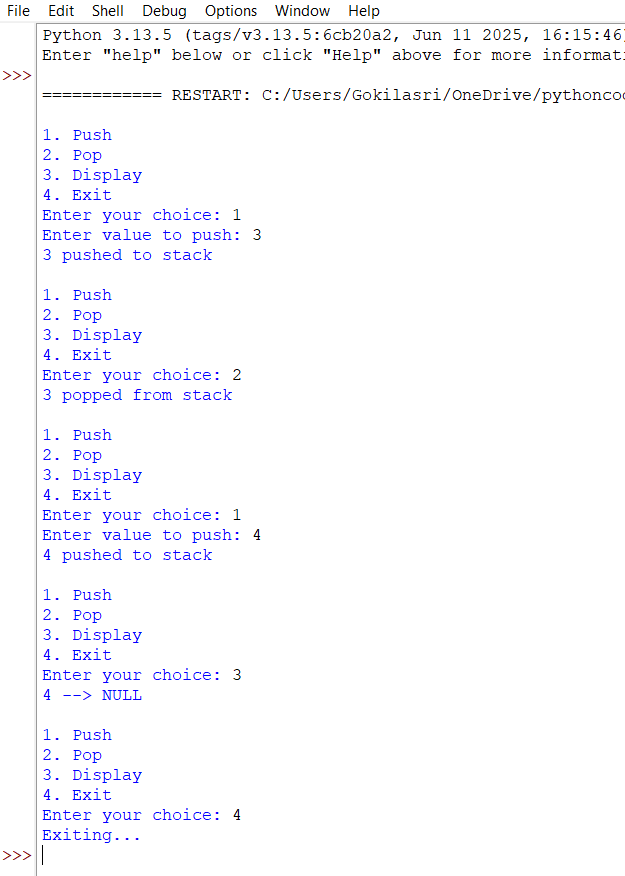 File Edit Shell Debug Options Window Help
Python 3.13.5 (tags/v3.13.5:6cb20a2, Jun 11 2025, 16:15:46)
Enter "help" below or click "Help" above for more informati
>>>
============ RESTART: C:/Users/Gokilasri/OneDrive/pythoncod
1. Push
2. Pop
3. Display
4. Exit
Enter your choice: 1
Enter value to push: 3
3 pushed to stack
1. Push
2. Pop
3. Display
4. Exit
Enter your choice: 2
3 popped from stack
1. Push
2. Pop
3. Display
4. Exit
Enter your choice: 1
Enter value to push: 4
4 pushed to stack
1. Push
2. Pop
3. Display
4. Exit
Enter your choice: 3
4 --> NULL
1. Push
2. Pop
3. Display
4. Exit
Enter your choice: 4
Exiting...
>>>